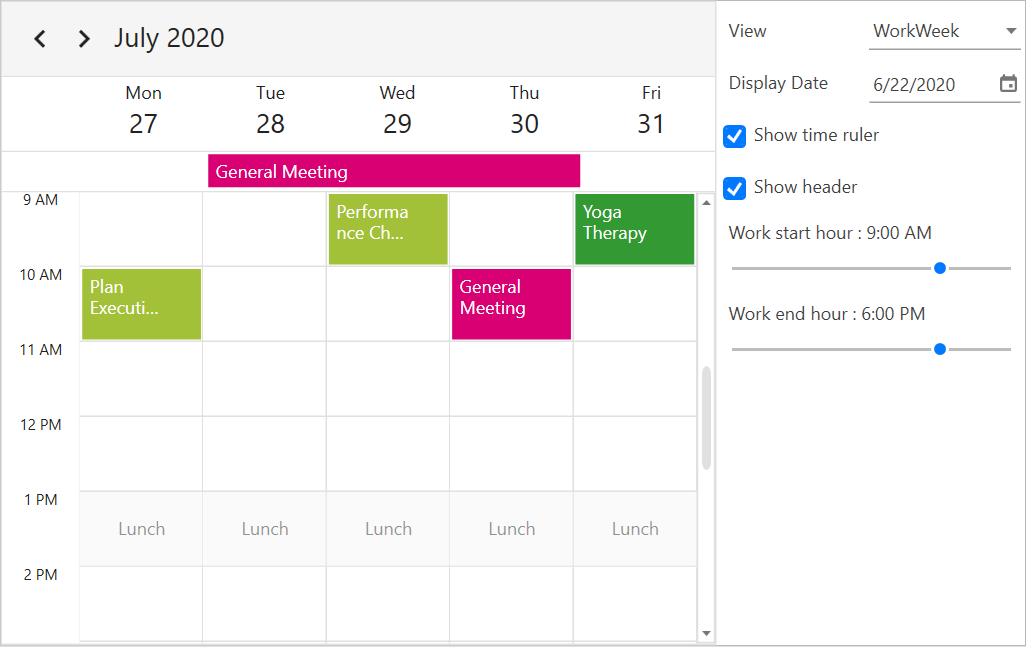 July 2020
Mon Tue Wed Thu Fri
27 28 29 30 31
General Meeting
9 AM
Performa
nce Ch...
Yoga
Therapy
10 AM
Plan
Executi...
General
Meeting
11 AM
12 PM
1 PM
Lunch Lunch Lunch Lunch Lunch
2 PM
View WorkWeek
Display Date 6/22/2020
Show time ruler
Show header
Work start hour : 9:00 AM
Work end hour : 6:00 PM